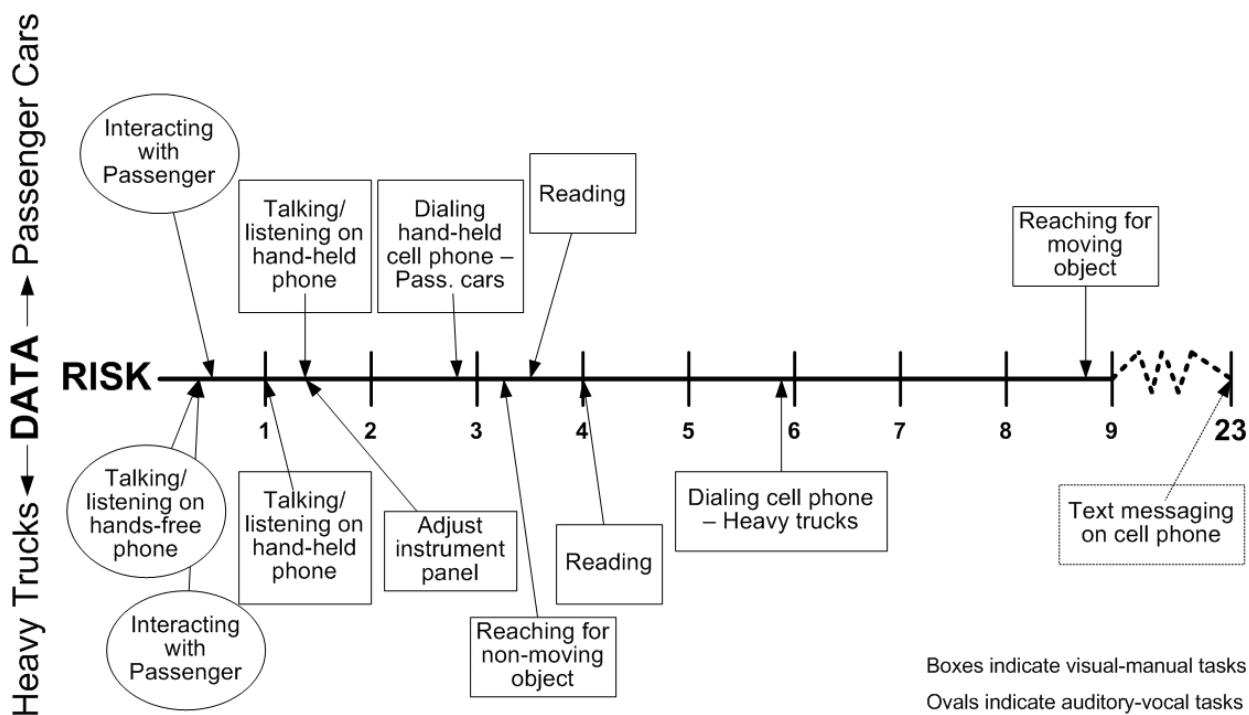 Heavy Trucks DATA Passenger Cars
Interacting
with
Passenger
Talking/
listening on
hand-held
phone
Dialing
hand-held
cell phone –
Pass. cars
Reading
Reaching for
moving
object
RISK
1
2
3
4
5
6
7
8
9
23
Talking/
listening on
hands-free
phone
Talking/
listening on
hand-held
phone
Adjust
instrument
panel
Reading
Dialing cell phone
– Heavy trucks
Text messaging
on cell phone
Interacting
with
Passenger
Reaching for
non-moving
object
Boxes indicate visual-manual tasks
Ovals indicate auditory-vocal tasks